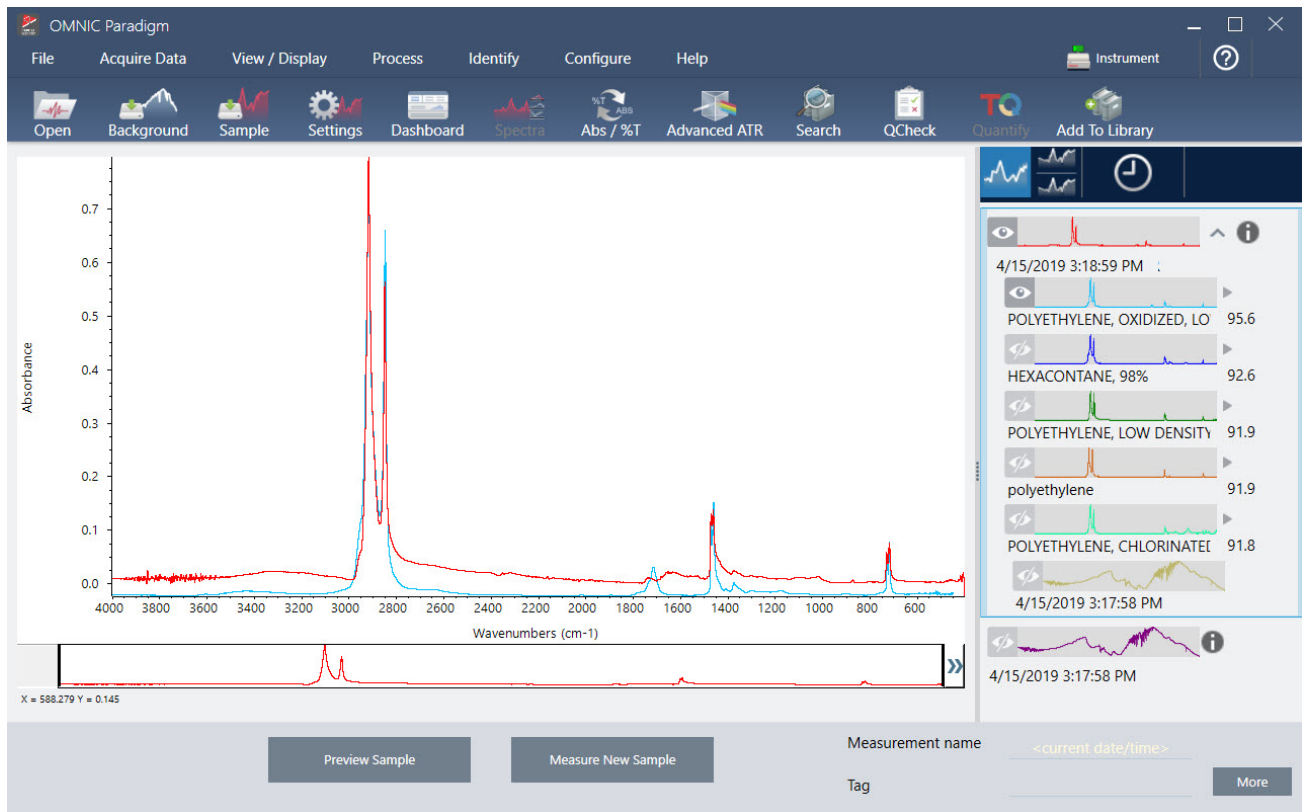 OMNIC Paradigm
File Acquire Data View / Display Process Identify Configure Help Instrument
Open Background Sample Settings Dashboard Spectra %T ABS Abs / %T Advanced ATR Search QCheck TQ Quantify Add To Library
4/15/2019 3:18:59 PM
POLYETHYLENE, OXIDIZED, LO 95.6
HEXACONTANE, 98% 92.6
POLYETHYLENE, LOW DENSITY 91.9
polyethylene 91.9
POLYETHYLENE, CHLORINATE 91.8
4/15/2019 3:17:58 PM
4/15/2019 3:17:58 PM
0.7
0.6
0.5
0.4
0.3
0.2
0.1
0.0
Absorbance
4000 3800 3600 3400 3200 3000 2800 2600 2400 2200 2000 1800 1600 1400 1200 1000 800 600
Wavenumbers (cm-1)
X = 588.279 Y = 0.145
Preview Sample Measure New Sample
Measurement name <current date/time>
Tag
More